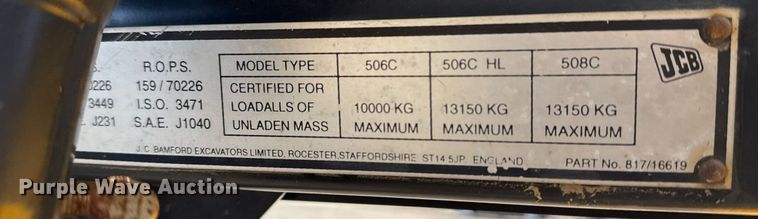 S. R.O.P.S. MODEL TYPE 506C 506C HL 508C JCB
0226 159 / 70226 CERTIFIED FOR
3449 I.S.O. 3471 LOADALLS OF 10000 KG 13150 KG 13150 KG
J231 S.A.E. J1040 UNLADEN MASS MAXIMUM MAXIMUM MAXIMUM
J.C. BAMFORD EXCAVATORS LIMITED, ROCESTER, STAFFORDSHIRE ST14 5JP. ENGLAND PART No. 817/16619
Purple Wave Auction